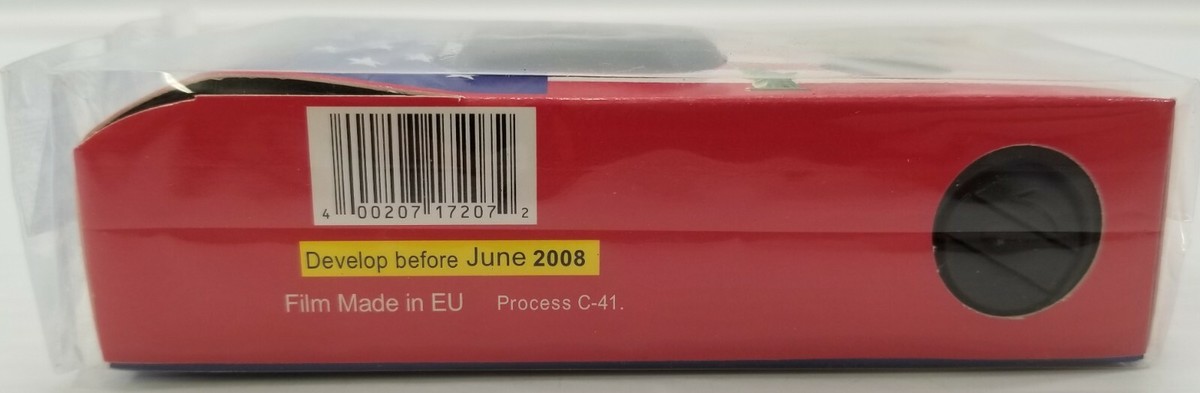 4 00207 17207 2
Develop before June 2008
Film Made in EU Process C-41.